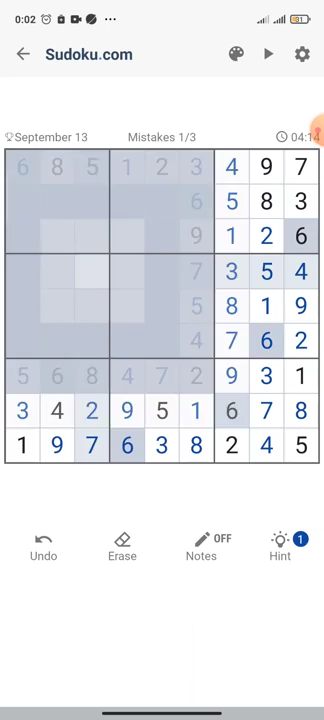 0:02 31
Sudoku.com
September 13 Mistakes 1/3 04:14
6 8 5 1 2 3 4 9 7
6 5 8 3
9 1 2 6
7 3 5 4
5 8 1 9
4 7 6 2
5 6 8 4 7 2 9 3 1
3 4 2 9 5 1 6 7 8
1 9 7 6 3 8 2 4 5
OFF 1
Undo Erase Notes Hint